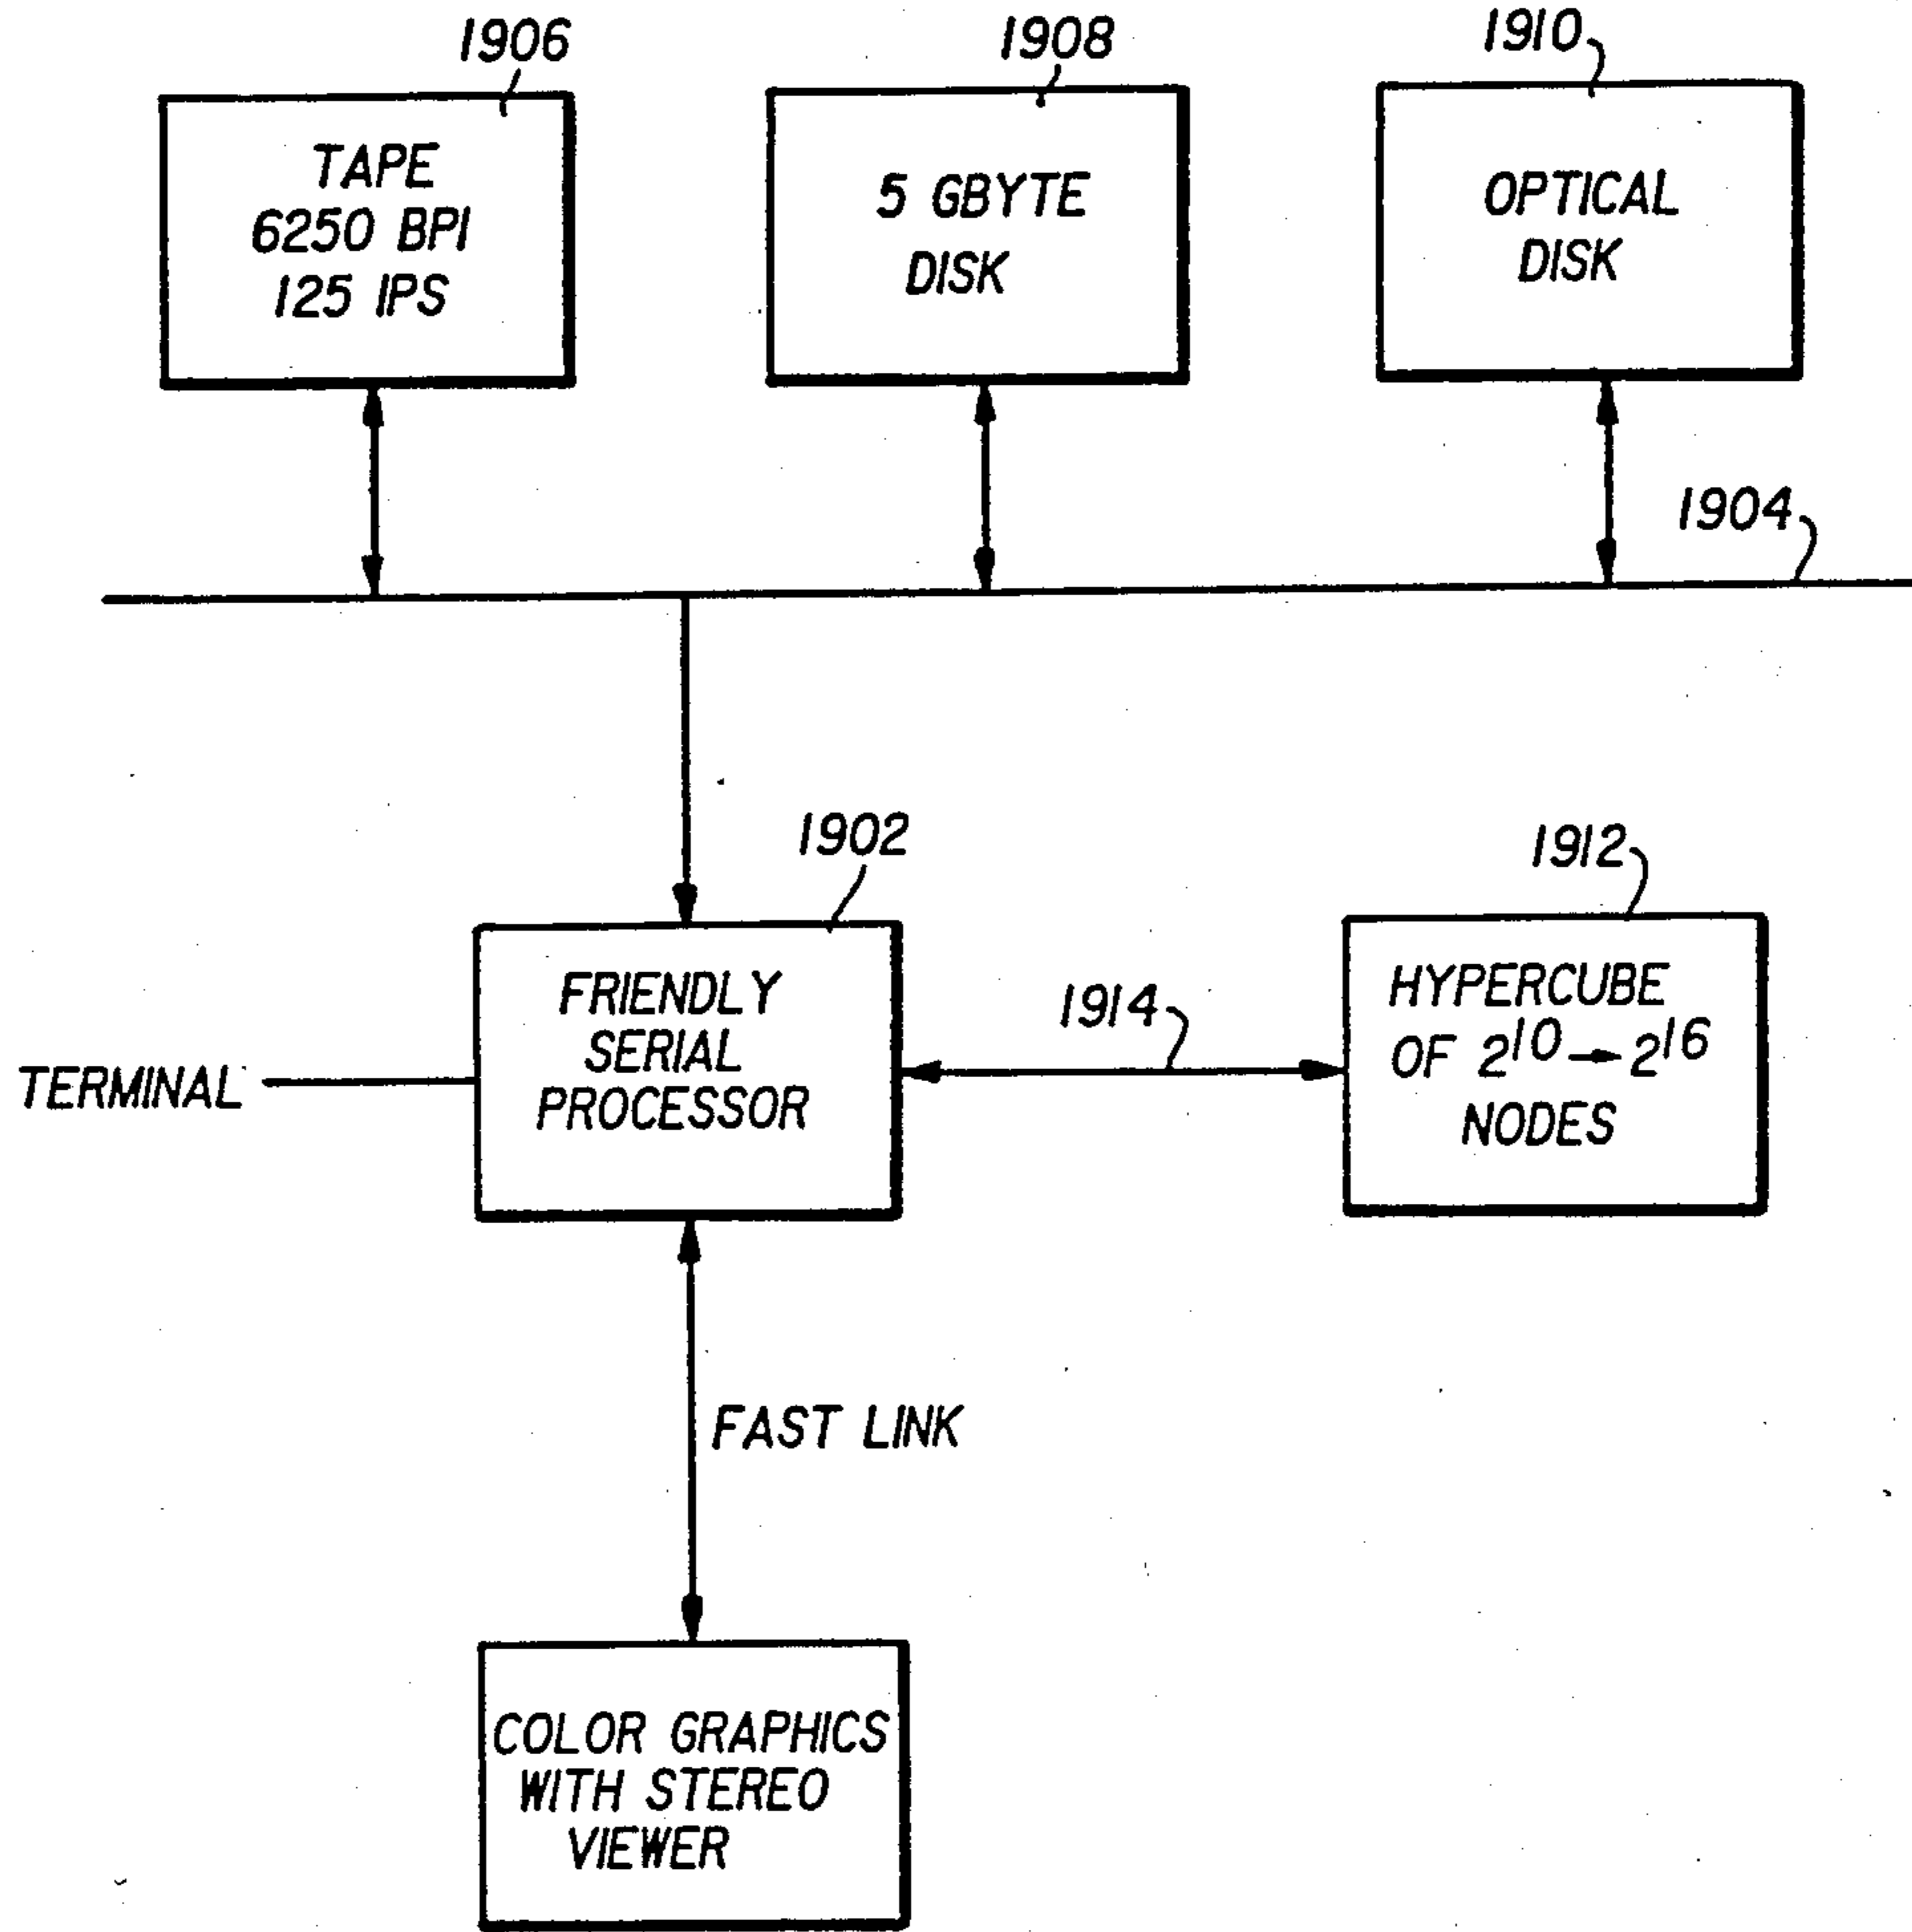 1906
1908
1910
TAPE
6250 BPI
125 IPS
5 GBYTE
DISK
OPTICAL
DISK
1904
1902
1912
FRIENDLY
SERIAL
PROCESSOR
1914
HYPERCUBE
OF 2^10 → 2^16
NODES
TERMINAL
FAST LINK
COLOR GRAPHICS
WITH STEREO
VIEWER